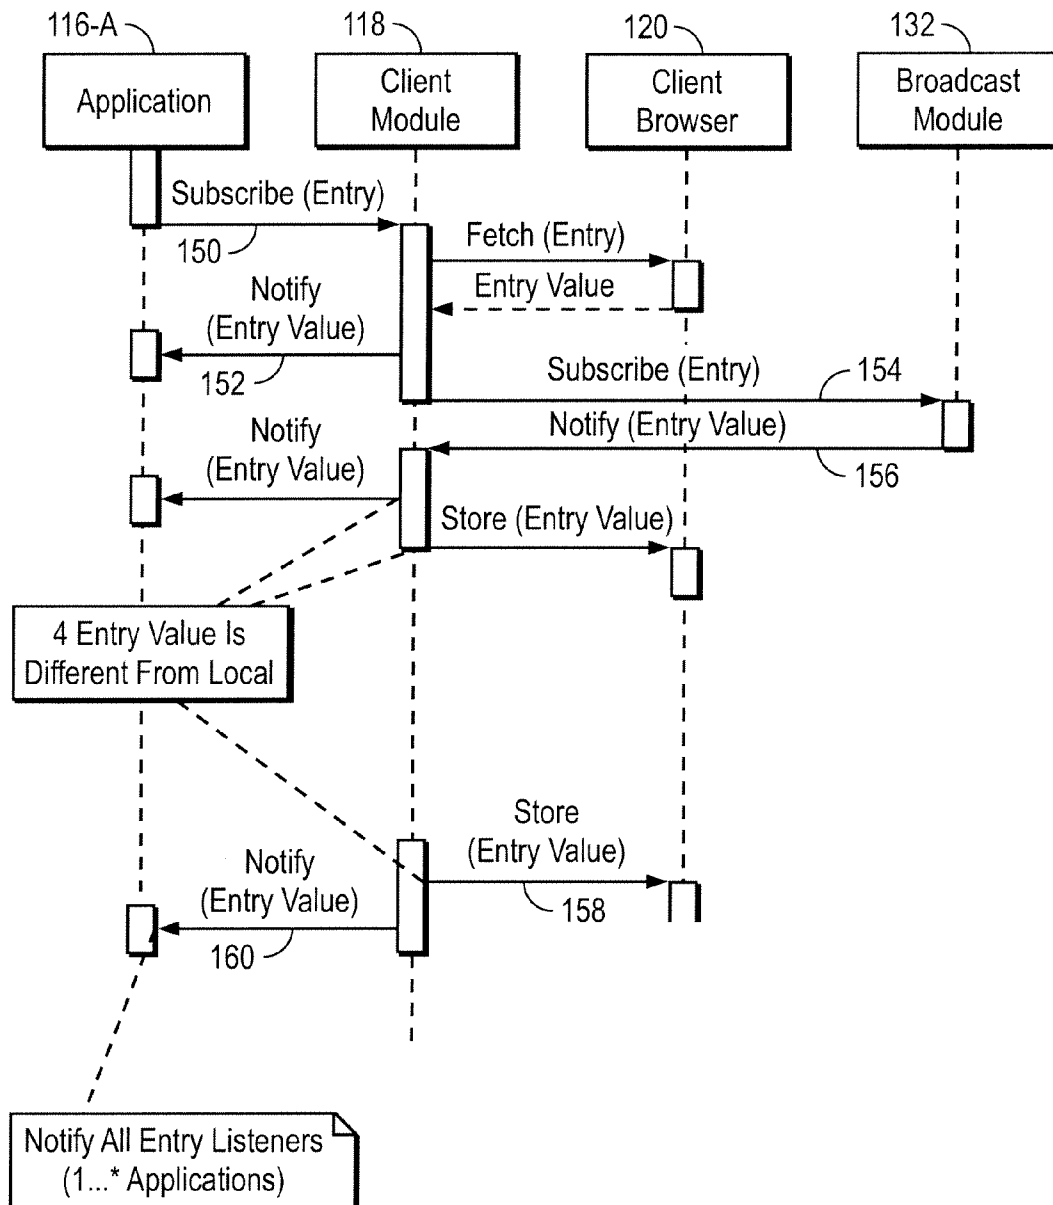 116-A
118
120
132
Application
Client
Module
Client
Browser
Broadcast
Module
Subscribe (Entry)
150
Fetch (Entry)
Entry Value
Notify
(Entry Value)
152
Subscribe (Entry)
154
Notify (Entry Value)
156
Notify
(Entry Value)
Store (Entry Value)
4 Entry Value Is
Different From Local
Store
(Entry Value)
158
Notify
(Entry Value)
160
Notify All Entry Listeners
(1...* Applications)